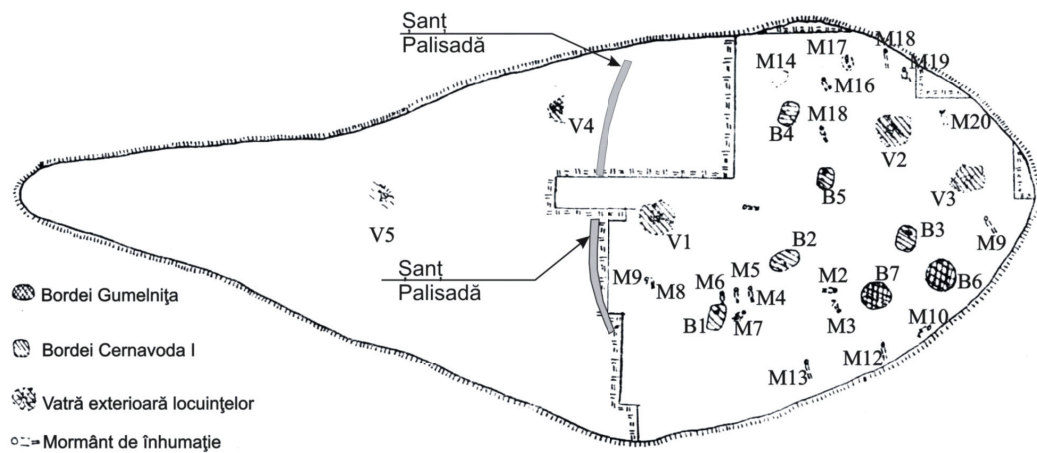 Șanț
Palisadă
M17
M18
M14
M19
M16
B4
M18
V4
M20
V2
V3
B5
V5
V1
M9
B3
B2
Șanț
Palisadă
M9
M8
M6
M5
M4
M2
B7
B6
B1
M7
M3
M10
M12
M13
Bordei Gumelnița
Bordei Cernavoda I
Vatră exterioară locuințelor
Mormânt de înhumație